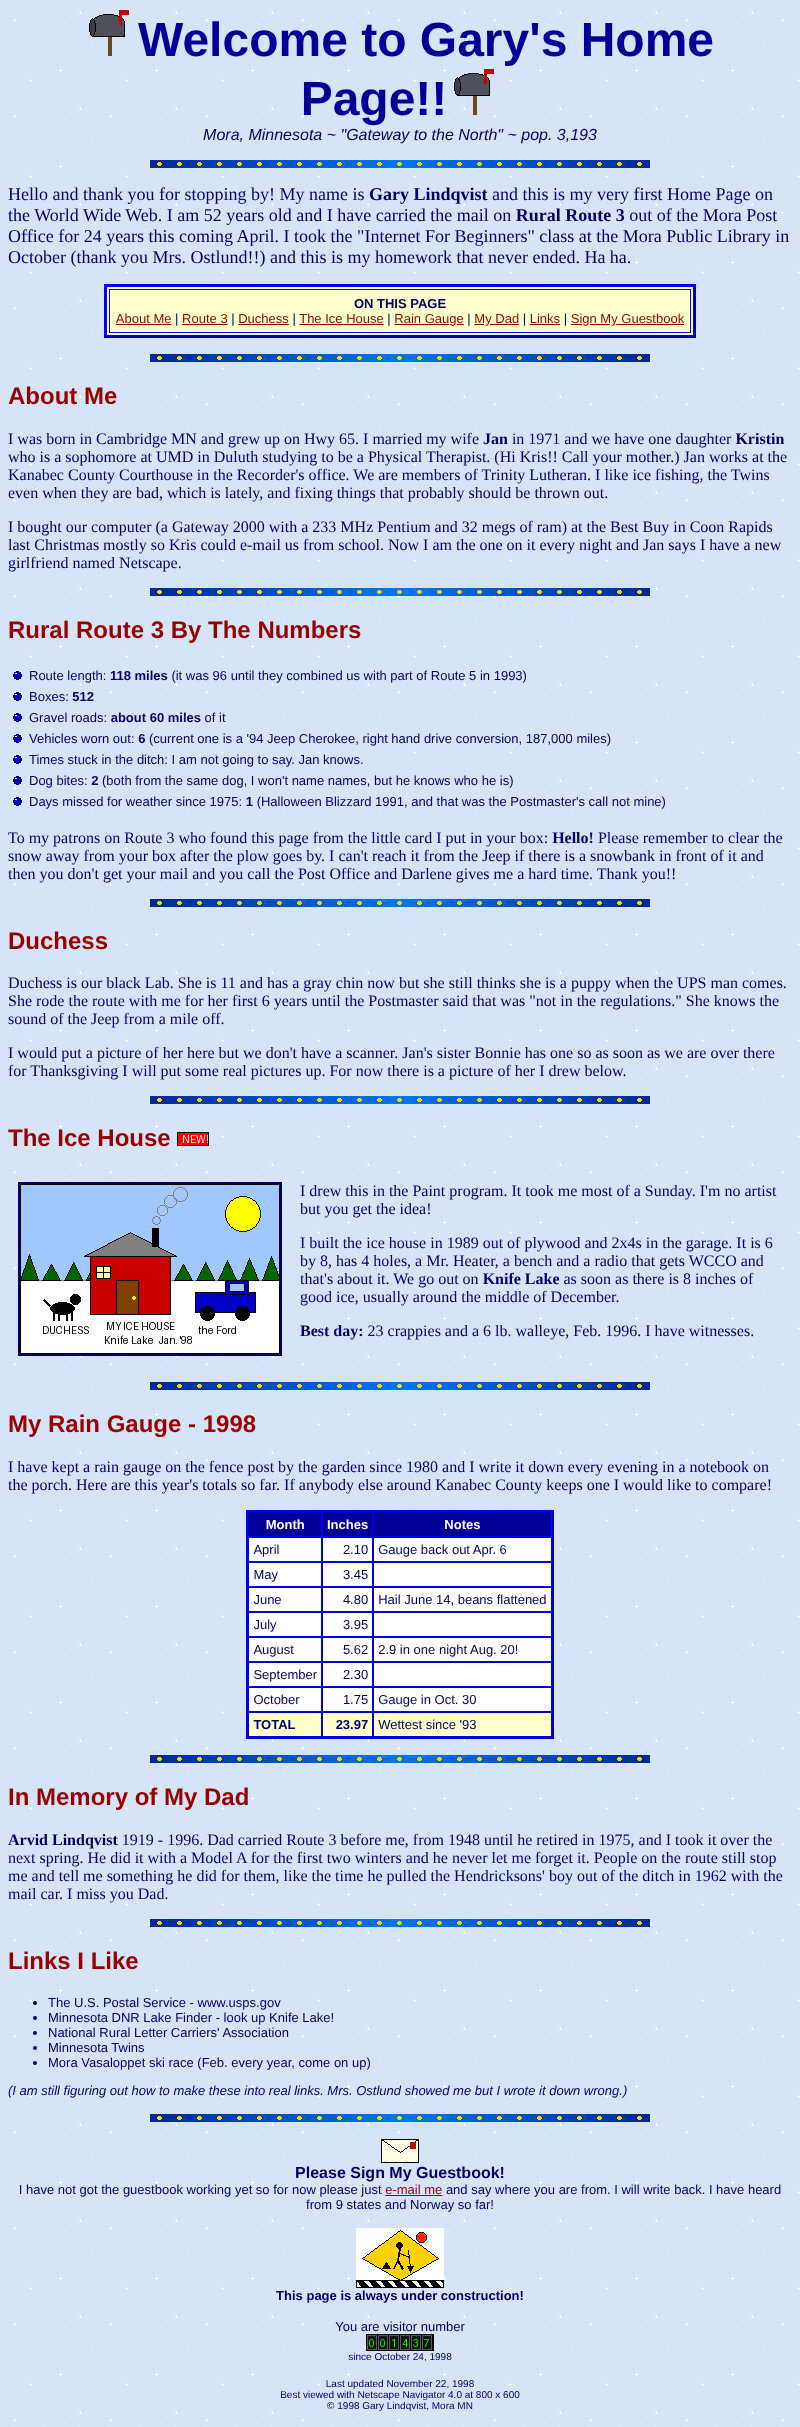 Welcome to Gary's Home
Page!!
Mora, Minnesota ~ "Gateway to the North" ~ pop. 3,193
Hello and thank you for stopping by! My name is Gary Lindqvist and this is my very first Home Page on
the World Wide Web. I am 52 years old and I have carried the mail on Rural Route 3 out of the Mora Post
Office for 24 years this coming April. I took the "Internet For Beginners" class at the Mora Public Library in
October (thank you Mrs. Ostlund!!) and this is my homework that never ended. Ha ha.
ON THIS PAGE
About Me | Route 3 | Duchess | The Ice House | Rain Gauge | My Dad | Links | Sign My Guestbook
About Me
I was born in Cambridge MN and grew up on Hwy 65. I married my wife Jan in 1971 and we have one daughter Kristin
who is a sophomore at UMD in Duluth studying to be a Physical Therapist. (Hi Kris!! Call your mother.) Jan works at the
Kanabec County Courthouse in the Recorder's office. We are members of Trinity Lutheran. I like ice fishing, the Twins
even when they are bad, which is lately, and fixing things that probably should be thrown out.
I bought our computer (a Gateway 2000 with a 233 MHz Pentium and 32 megs of ram) at the Best Buy in Coon Rapids
last Christmas mostly so Kris could e-mail us from school. Now I am the one on it every night and Jan says I have a new
girlfriend named Netscape.
Rural Route 3 By The Numbers
Route length: 118 miles (it was 96 until they combined us with part of Route 5 in 1993)
Boxes: 512
Gravel roads: about 60 miles of it
Vehicles worn out: 6 (current one is a '94 Jeep Cherokee, right hand drive conversion, 187,000 miles)
Times stuck in the ditch: I am not going to say. Jan knows.
Dog bites: 2 (both from the same dog, I won't name names, but he knows who he is)
Days missed for weather since 1975: 1 (Halloween Blizzard 1991, and that was the Postmaster's call not mine)
To my patrons on Route 3 who found this page from the little card I put in your box: Hello! Please remember to clear the
snow away from your box after the plow goes by. I can't reach it from the Jeep if there is a snowbank in front of it and
then you don't get your mail and you call the Post Office and Darlene gives me a hard time. Thank you!!
Duchess
Duchess is our black Lab. She is 11 and has a gray chin now but she still thinks she is a puppy when the UPS man comes.
She rode the route with me for her first 6 years until the Postmaster said that was "not in the regulations." She knows the
sound of the Jeep from a mile off.
I would put a picture of her here but we don't have a scanner. Jan's sister Bonnie has one so as soon as we are over there
for Thanksgiving I will put some real pictures up. For now there is a picture of her I drew below.
The Ice House NEW!
DUCHESS MY ICE HOUSE the Ford
Knife Lake Jan. '98
I drew this in the Paint program. It took me most of a Sunday. I'm no artist
but you get the idea!
I built the ice house in 1989 out of plywood and 2x4s in the garage. It is 6
by 8, has 4 holes, a Mr. Heater, a bench and a radio that gets WCCO and
that's about it. We go out on Knife Lake as soon as there is 8 inches of
good ice, usually around the middle of December.
Best day: 23 crappies and a 6 lb. walleye, Feb. 1996. I have witnesses.
My Rain Gauge - 1998
I have kept a rain gauge on the fence post by the garden since 1980 and I write it down every evening in a notebook on
the porch. Here are this year's totals so far. If anybody else around Kanabec County keeps one I would like to compare!
Month Inches Notes
April 2.10 Gauge back out Apr. 6
May 3.45
June 4.80 Hail June 14, beans flattened
July 3.95
August 5.62 2.9 in one night Aug. 20!
September 2.30
October 1.75 Gauge in Oct. 30
TOTAL 23.97 Wettest since '93
In Memory of My Dad
Arvid Lindqvist 1919 - 1996. Dad carried Route 3 before me, from 1948 until he retired in 1975, and I took it over the
next spring. He did it with a Model A for the first two winters and he never let me forget it. People on the route still stop
me and tell me something he did for them, like the time he pulled the Hendricksons' boy out of the ditch in 1962 with the
mail car. I miss you Dad.
Links I Like
The U.S. Postal Service - www.usps.gov
Minnesota DNR Lake Finder - look up Knife Lake!
National Rural Letter Carriers' Association
Minnesota Twins
Mora Vasaloppet ski race (Feb. every year, come on up)
(I am still figuring out how to make these into real links. Mrs. Ostlund showed me but I wrote it down wrong.)
Please Sign My Guestbook!
I have not got the guestbook working yet so for now please just e-mail me and say where you are from. I will write back. I have heard
from 9 states and Norway so far!
This page is always under construction!
You are visitor number
001437
since October 24, 1998
Last updated November 22, 1998
Best viewed with Netscape Navigator 4.0 at 800 x 600
© 1998 Gary Lindqvist, Mora MN